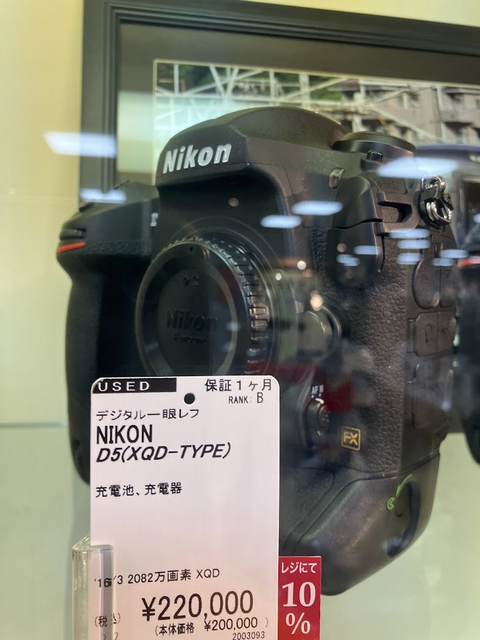 Nikon
Nikon
USED
保証1ヶ月
RANK: B
デジタル一眼レフ
NIKON
D5(XQD-TYPE)
充電池、充電器
FX
'16/3 2082万画素 XQD
(税込)
¥220,000
(本体価格 ¥200,000 )
2003093
レジにて
10
%